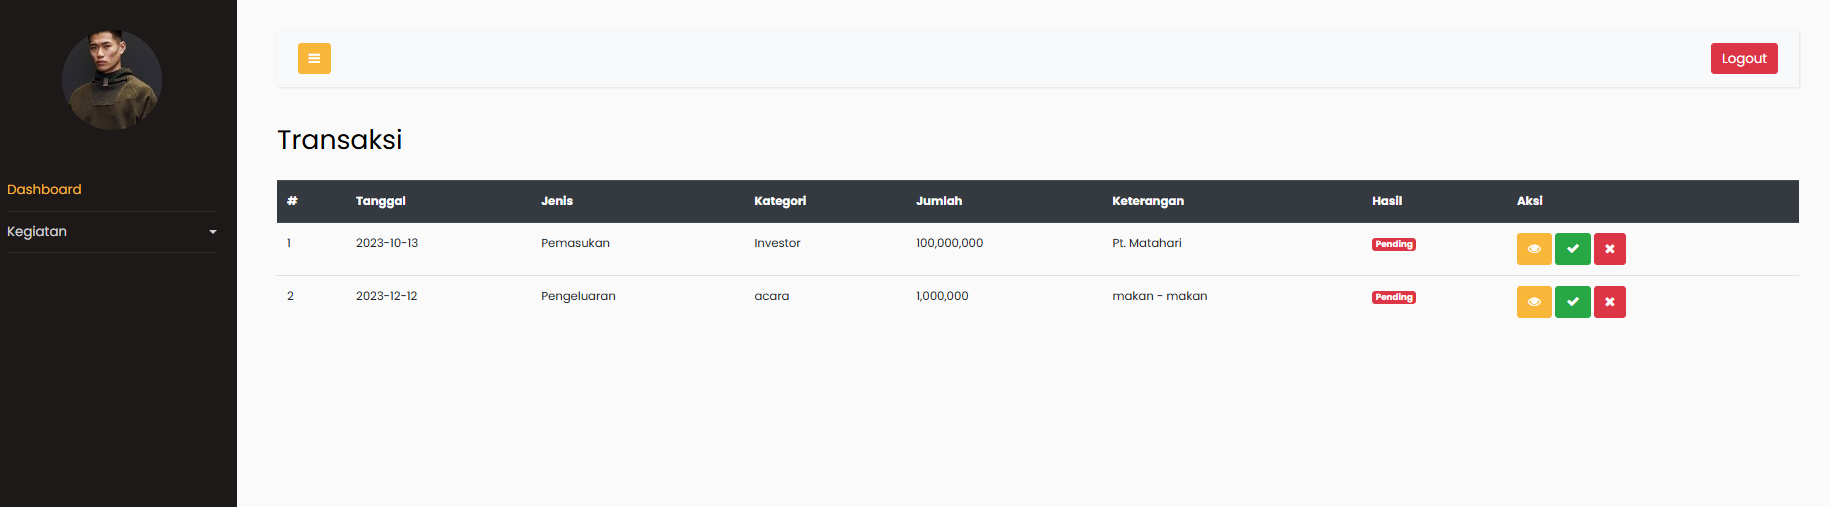 Logout
Dashboard
Kegiatan
Transaksi
# Tanggal Jenis Kategori Jumlah Keterangan Hasil Aksi
1 2023-10-13 Pemasukan Investor 100,000,000 Pt. Matahari Pending
2 2023-12-12 Pengeluaran acara 1,000,000 makan - makan Pending